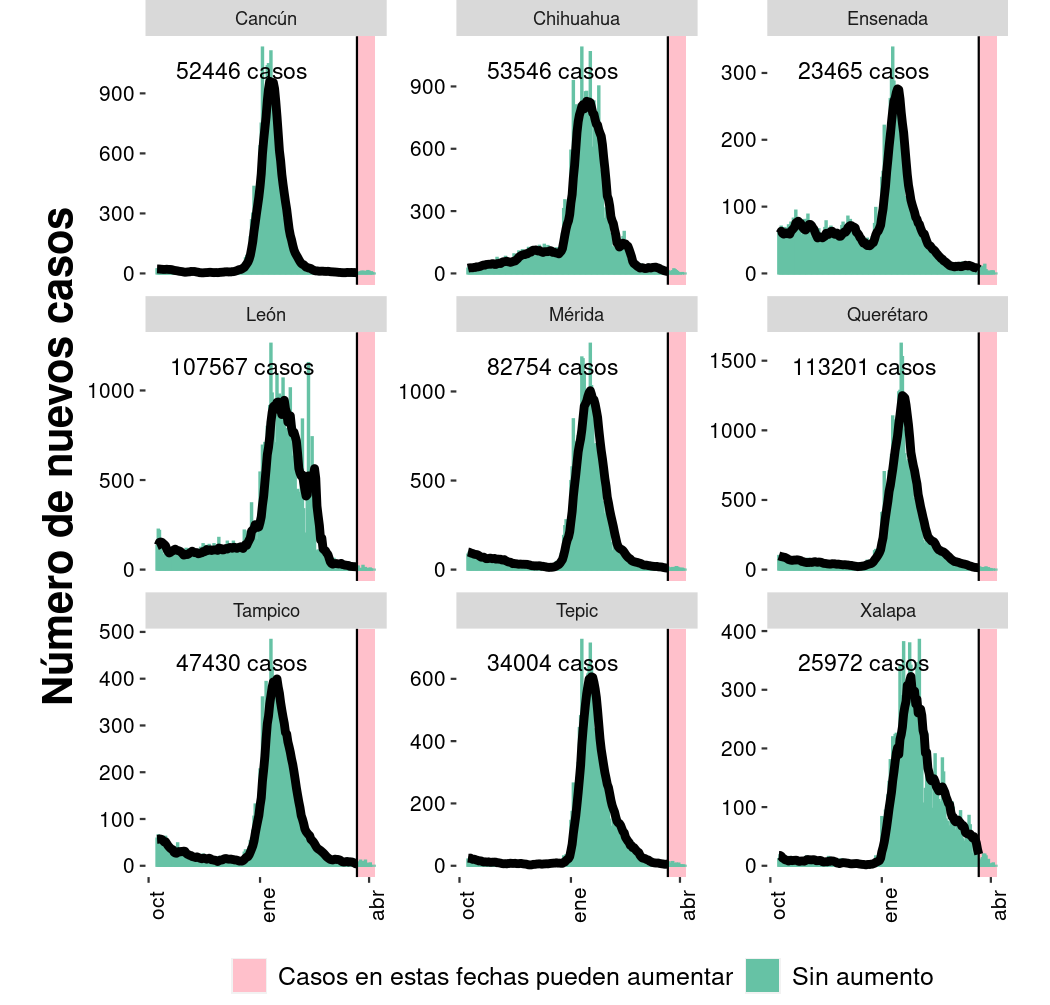 Número de nuevos casos
Cancún
52446 casos
900
600
300
0
Chihuahua
53546 casos
900
600
300
0
Ensenada
23465 casos
300
200
100
0
León
107567 casos
1000
500
0
Mérida
82754 casos
1000
500
0
Querétaro
113201 casos
1500
1000
500
0
Tampico
47430 casos
500
400
300
200
100
0
oct
ene
abr
Tepic
34004 casos
600
400
200
0
oct
ene
abr
Xalapa
25972 casos
400
300
200
100
0
oct
ene
abr
Casos en estas fechas pueden aumentar
Sin aumento